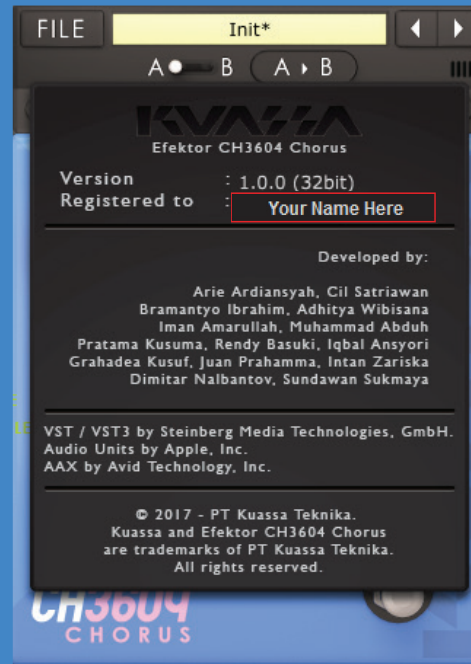 FILE
Init*
A B A B
KUASSA
Efektor CH3604 Chorus
Version : 1.0.0 (32bit)
Registered to : Your Name Here
Developed by:
Arie Ardiansyah, Cil Satriawan
Bramantyo Ibrahim, Adhitya Wibisana
Iman Amarullah, Muhammad Abduh
Pratama Kusuma, Rendy Basuki, Iqbal Ansyori
Grahadea Kusuf, Juan Prahamma, Intan Zariska
Dimitar Nalbantov, Sundawan Sukmaya
VST / VST3 by Steinberg Media Technologies, GmbH.
Audio Units by Apple, Inc.
AAX by Avid Technology, Inc.
© 2017 - PT Kuassa Teknika.
Kuassa and Efektor CH3604 Chorus
are trademarks of PT Kuassa Teknika.
All rights reserved.
CH3604
CHORUS